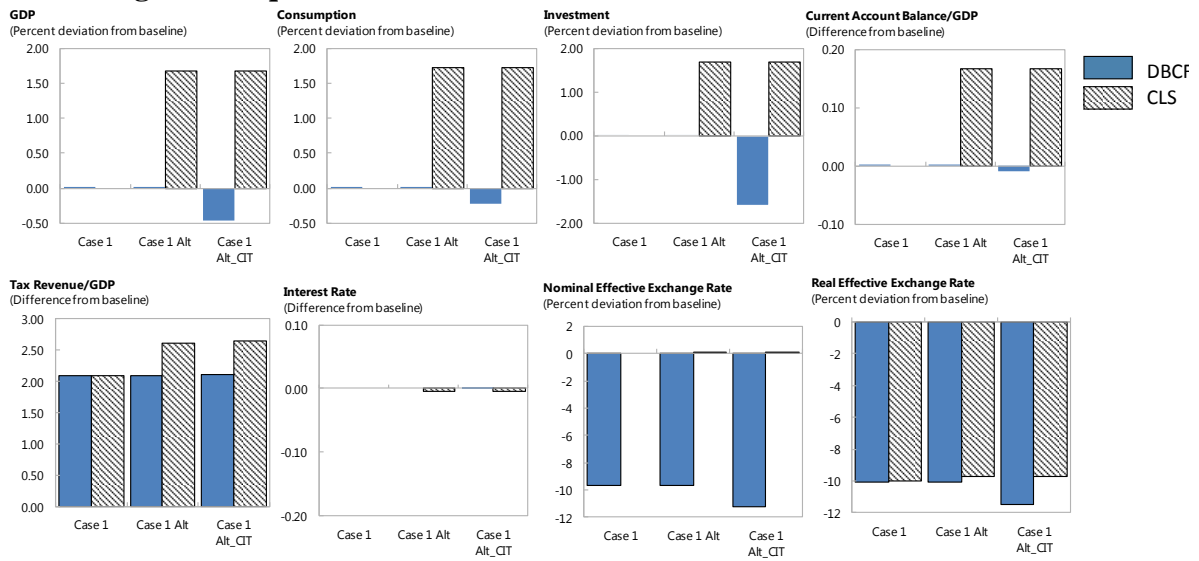 GDP
(Percent deviation from baseline)
2.00
1.50
1.00
0.50
0.00
-0.50
Case 1
Case 1 Alt
Case 1
Alt_CIT
Consumption
(Percent deviation from baseline)
2.00
1.50
1.00
0.50
0.00
-0.50
Case 1
Case 1 Alt
Case 1
Alt_CIT
Investment
(Percent deviation from baseline)
2.00
1.00
0.00
-1.00
-2.00
Case 1
Case 1 Alt
Case 1
Alt_CIT
Current Account Balance/GDP
(Difference from baseline)
0.20
0.10
0.00
-0.10
Case 1
Case 1 Alt
Case 1
Alt_CIT
CLS
Tax Revenue/GDP
(Difference from baseline)
3.00
2.50
2.00
1.50
1.00
0.50
0.00
Case 1
Case 1 Alt
Case 1
Alt_CIT
Interest Rate
(Difference from baseline)
0.10
0.00
-0.10
-0.20
Case 1
Case 1 Alt
Case 1
Alt_CIT
Nominal Effective Exchange Rate
(Percent deviation from baseline)
2
0
-2
-4
-6
-8
-10
-12
Case 1
Case 1 Alt
Case 1
Alt_CIT
Real Effective Exchange Rate
(Percent deviation from baseline)
0
-2
-4
-6
-8
-10
-12
Case 1
Case 1 Alt
Case 1
Alt_CIT